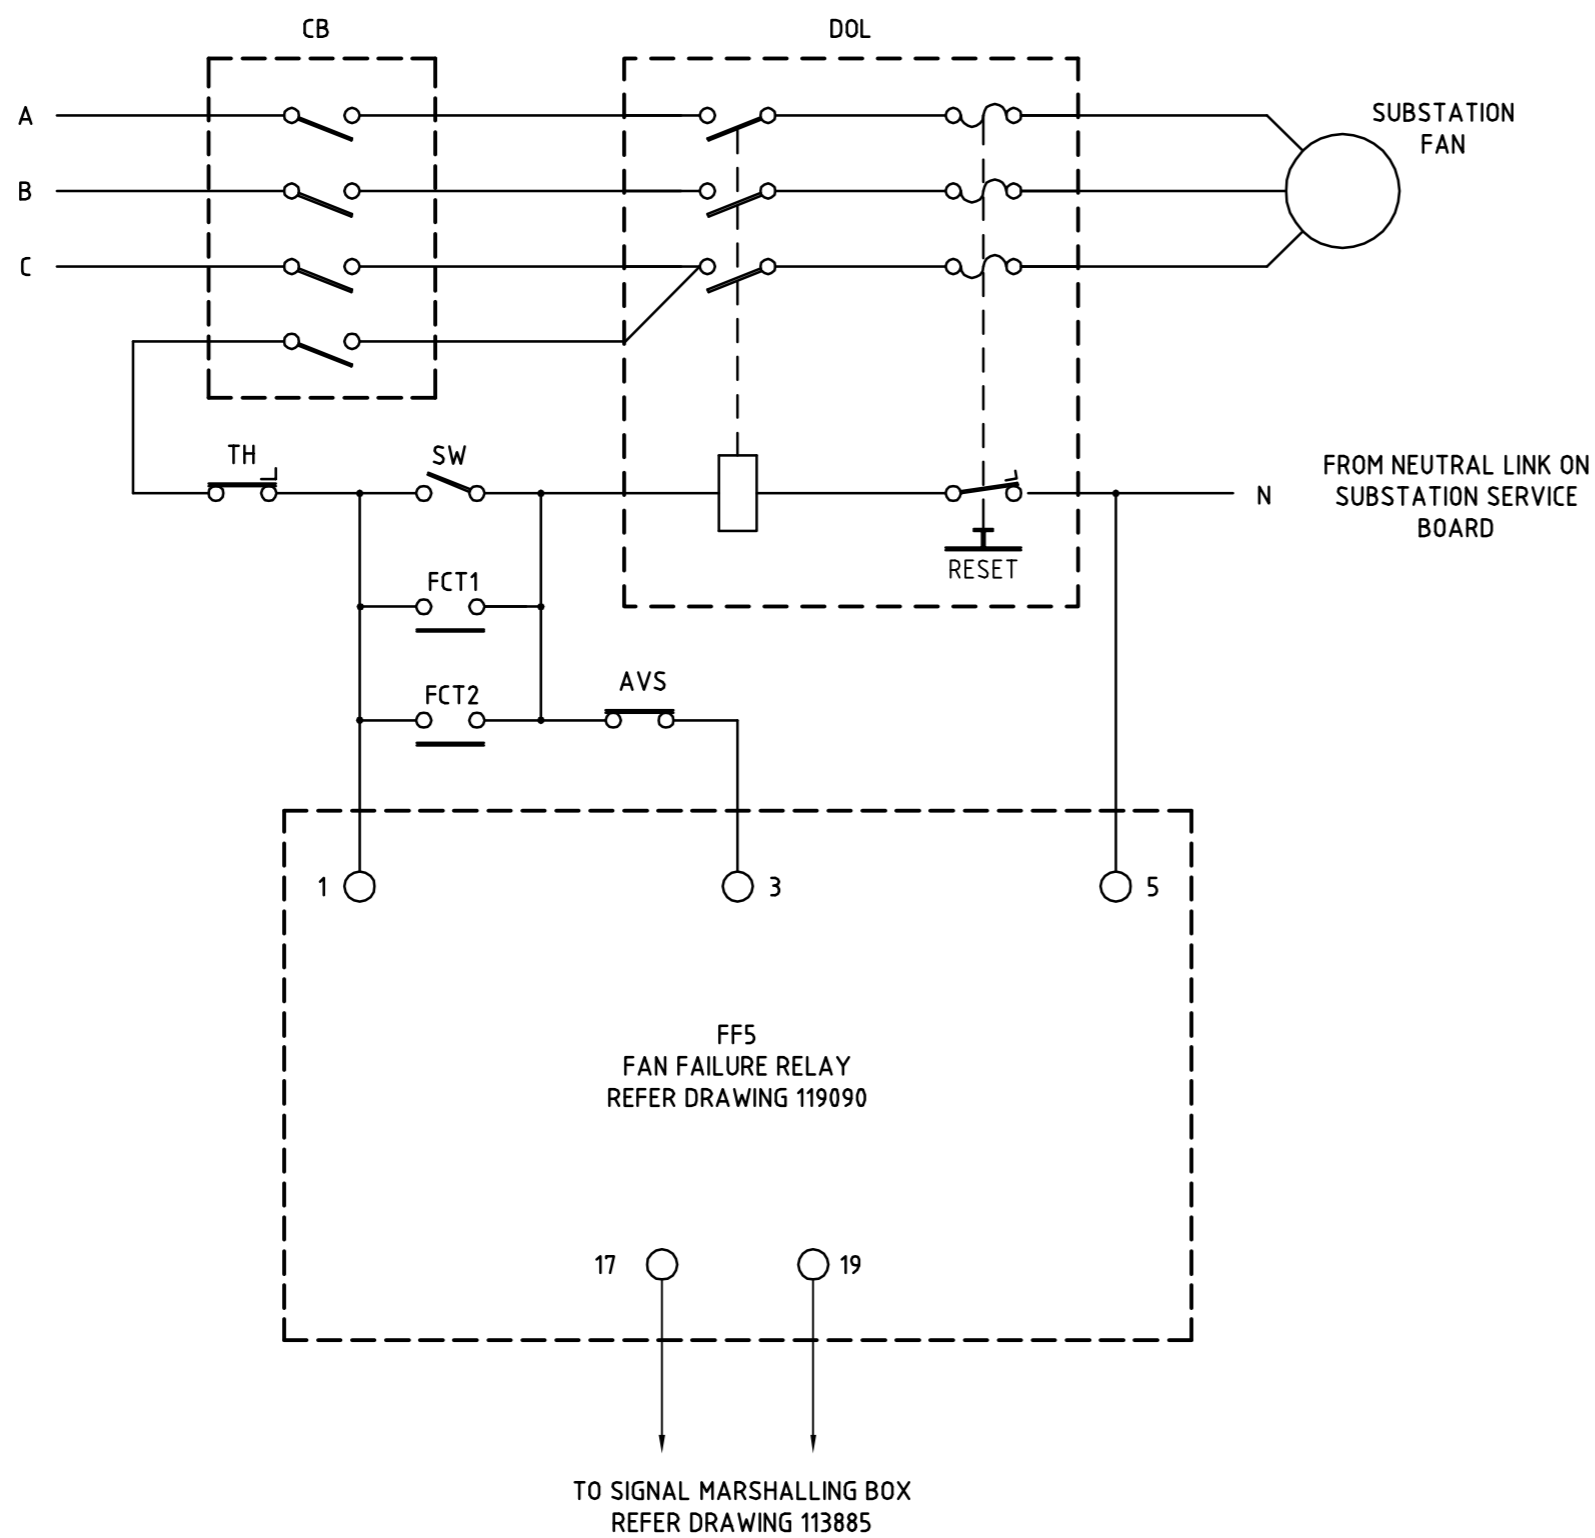 CB
DOL
A
SUBSTATION
FAN
B
C
TH
SW
FROM NEUTRAL LINK ON
SUBSTATION SERVICE
BOARD
N
RESET
FCT1
FCT2
AVS
1
3
5
FF5
FAN FAILURE RELAY
REFER DRAWING 119090
17
19
TO SIGNAL MARSHALLING BOX
REFER DRAWING 113885